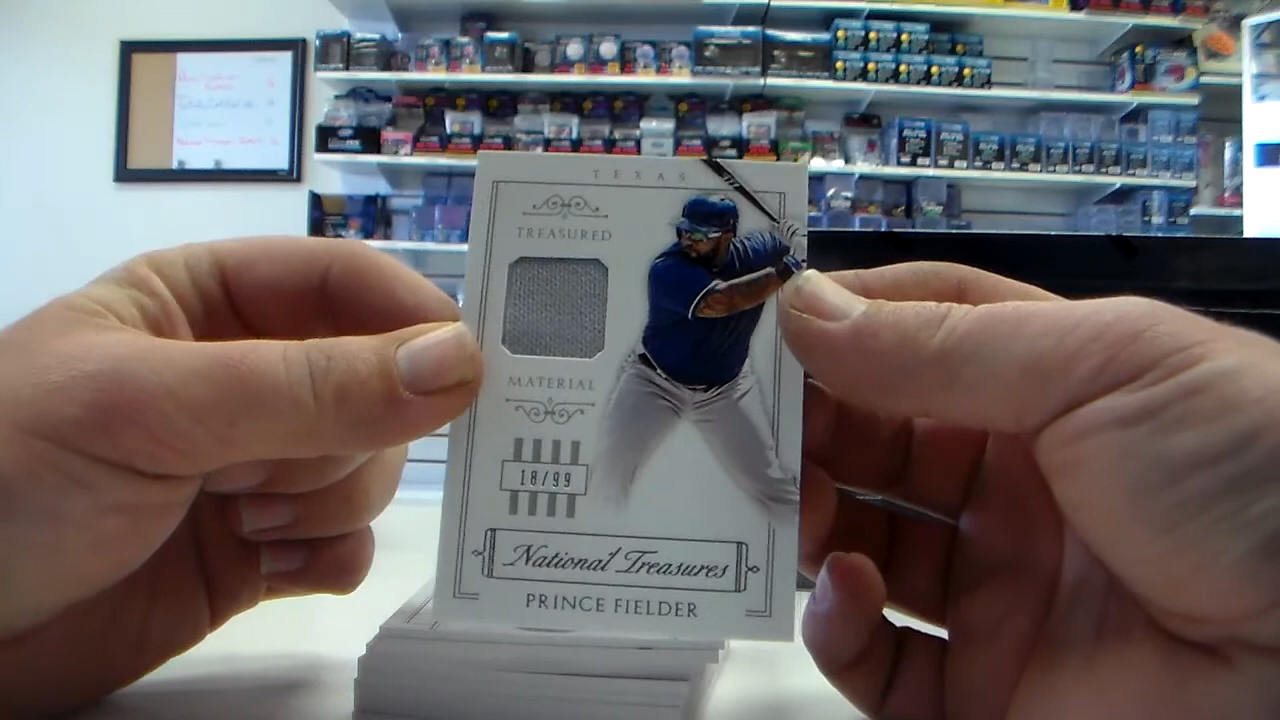 TEXAS
TREASURED
MATERIAL
18/99
National Treasures
PRINCE FIELDER